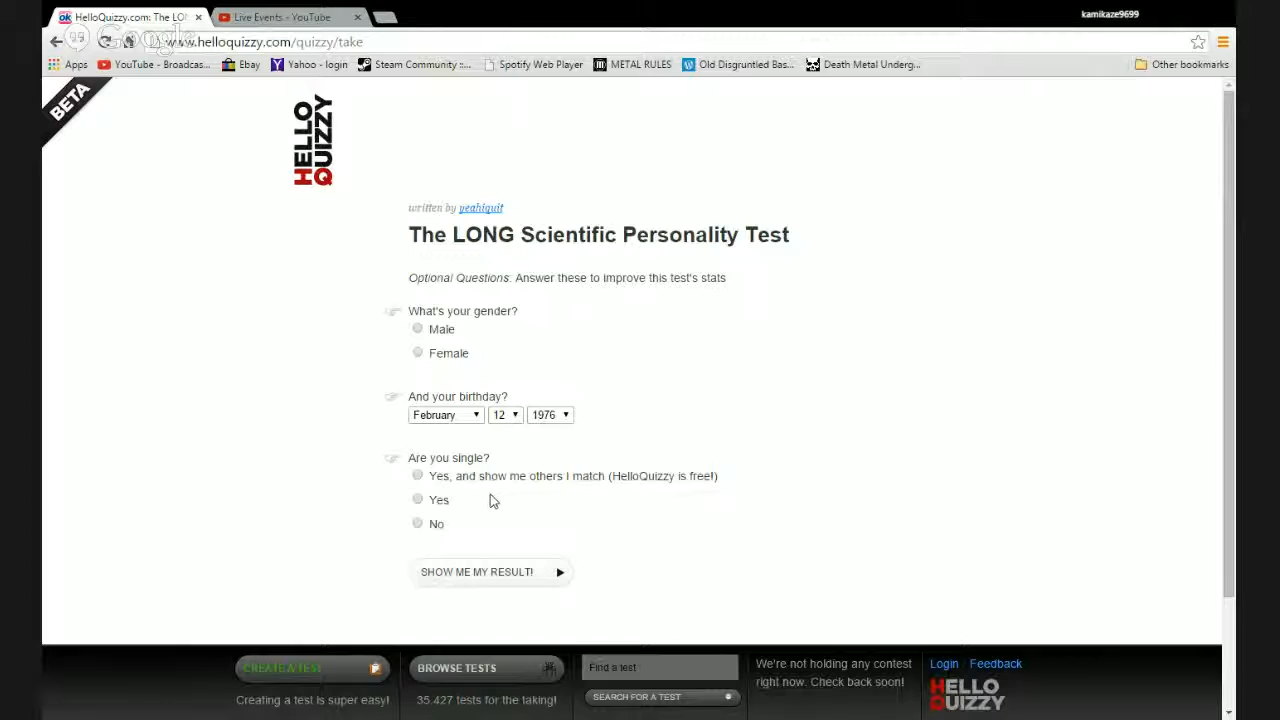 HelloQuizzy.com: The LO
Live Events - YouTube
kamikaze9699
Google
www.helloquizzy.com/quizzy/take
Apps
YouTube - Broadcas...
Ebay
Yahoo - login
Steam Community ::...
Spotify Web Player
METAL RULES
Old Disgruntled Bas...
Death Metal Underg...
Other bookmarks
BETA
HELLO
QUIZZY
written by yeahiquit
The LONG Scientific Personality Test
Optional Questions: Answer these to improve this test's stats
What's your gender?
Male
Female
And your birthday?
February 12 1976
Are you single?
Yes, and show me others I match (HelloQuizzy is free!)
Yes
No
SHOW ME MY RESULT!
CREATE A TEST
Creating a test is super easy!
BROWSE TESTS
35,427 tests for the taking!
Find a test
SEARCH FOR A TEST
We're not holding any contest
right now. Check back soon!
Login Feedback
HELLO
QUIZZY